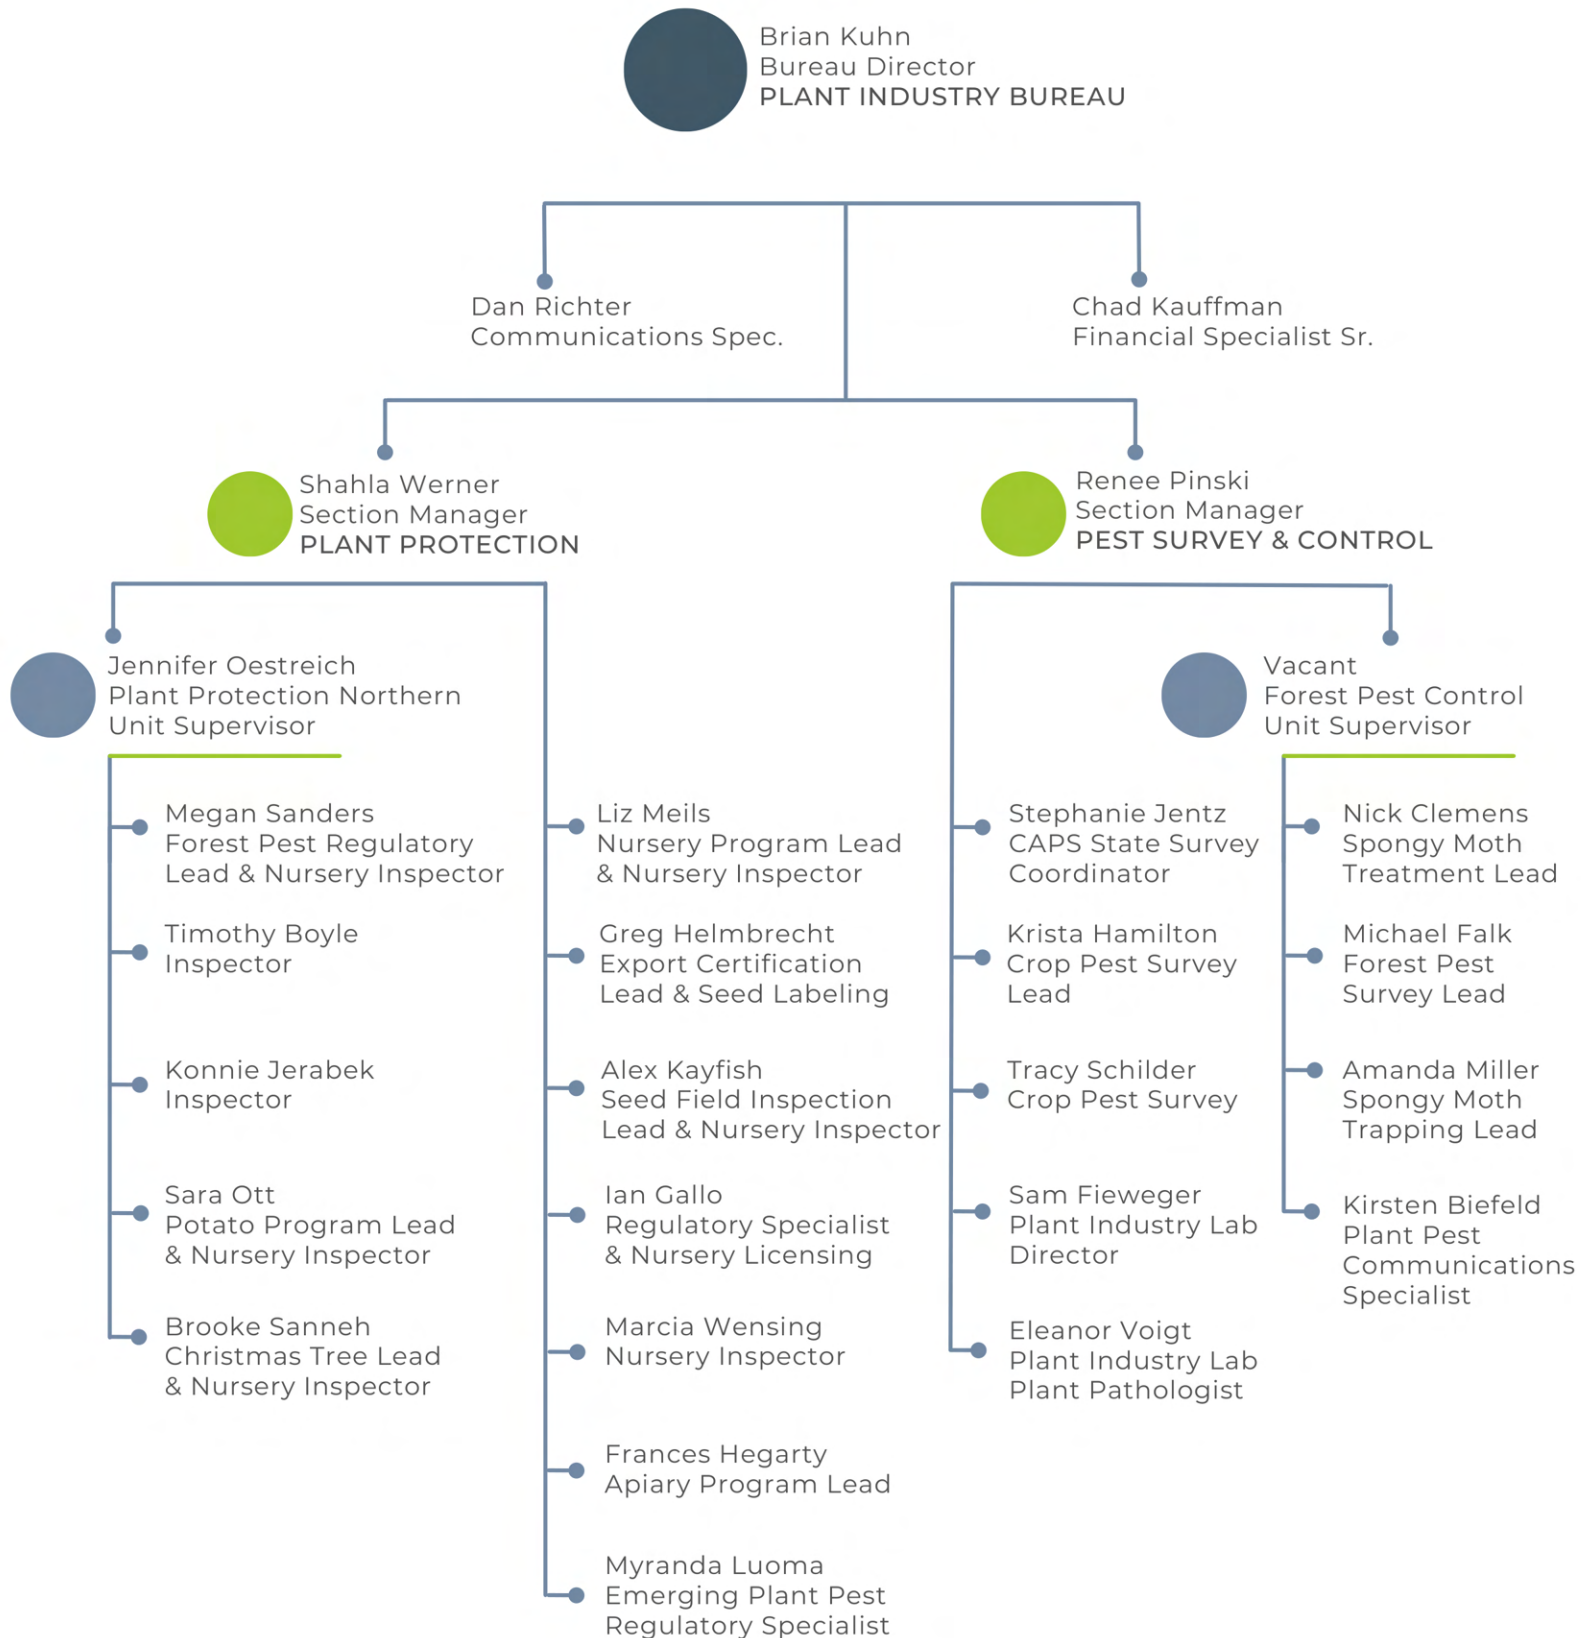 Brian Kuhn
Bureau Director
PLANT INDUSTRY BUREAU
Dan Richter
Communications Spec.
Chad Kauffman
Financial Specialist Sr.
Shahla Werner
Section Manager
PLANT PROTECTION
Renee Pinski
Section Manager
PEST SURVEY & CONTROL
Jennifer Oestreich
Plant Protection Northern
Unit Supervisor
Megan Sanders
Forest Pest Regulatory
Lead & Nursery Inspector
Timothy Boyle
Inspector
Konnie Jerabek
Inspector
Sara Ott
Potato Program Lead
& Nursery Inspector
Brooke Sanneh
Christmas Tree Lead
& Nursery Inspector
Liz Meils
Nursery Program Lead
& Nursery Inspector
Greg Helmbrecht
Export Certification
Lead & Seed Labeling
Alex Kayfish
Seed Field Inspection
Lead & Nursery Inspector
Ian Gallo
Regulatory Specialist
& Nursery Licensing
Marcia Wensing
Nursery Inspector
Frances Hegarty
Apiary Program Lead
Myranda Luoma
Emerging Plant Pest
Regulatory Specialist
Stephanie Jentz
CAPS State Survey
Coordinator
Krista Hamilton
Crop Pest Survey
Lead
Tracy Schilder
Crop Pest Survey
Sam Fieweger
Plant Industry Lab
Director
Eleanor Voigt
Plant Industry Lab
Plant Pathologist
Vacant
Forest Pest Control
Unit Supervisor
Nick Clemens
Spongy Moth
Treatment Lead
Michael Falk
Forest Pest
Survey Lead
Amanda Miller
Spongy Moth
Trapping Lead
Kirsten Biefeld
Plant Pest
Communications
Specialist